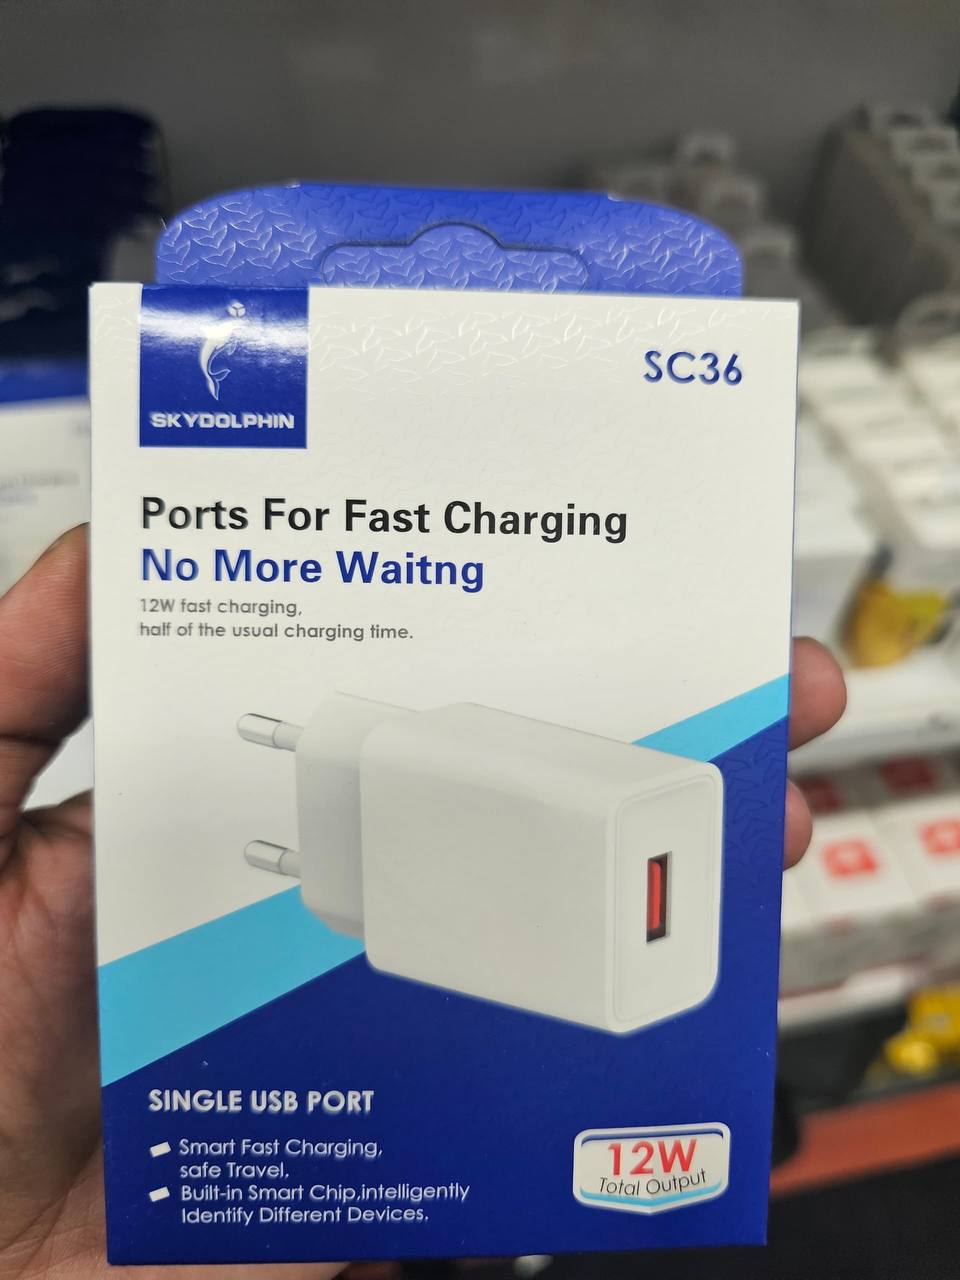 SKYDOLPHIN
SC36
Ports For Fast Charging
No More Waitng
12W fast charging,
half of the usual charging time.
SINGLE USB PORT
Smart Fast Charging,
safe Travel.
Built-in Smart Chip,intelligently
Identify Different Devices.
12W
Total Output